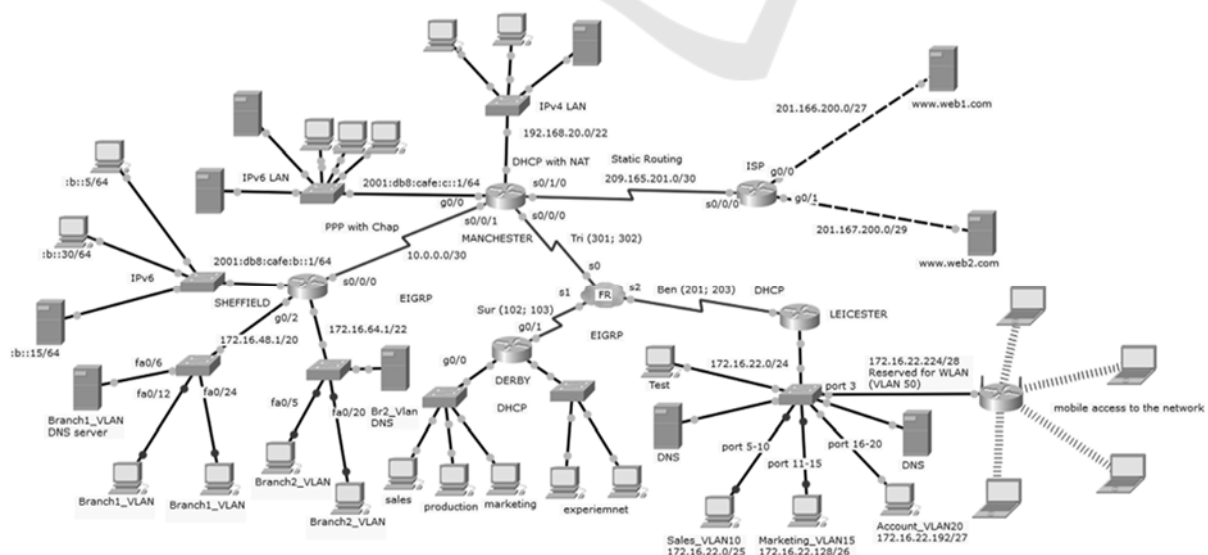 www.web1.com
201.166.200.0/27
IPv4 LAN
192.168.20.0/22
DHCP with NAT
Static Routing
ISP
g0/0
s0/1/0
209.165.201.0/30
IPv6 LAN
:b::5/64
2001:db8:cafe:c::1/64
g0/0
s0/0/0
g0/1
s0/0/1
s0/0/0
201.167.200.0/29
PPP with Chap
MANCHESTER
Tri (301; 302)
:b::30/64
www.web2.com
2001:db8:cafe:b::1/64
10.0.0.0/30
s0
IPv6
s0/0/0
s1
FR
s2
Ben (201; 203)
DHCP
SHEFFIELD
EIGRP
Sur (102; 103)
LEICESTER
g0/2
172.16.64.1/22
g0/1
EIGRP
:b::15/64
172.16.48.1/20
g0/0
172.16.22.0/24
172.16.22.224/28
Reserved for WLAN
(VLAN 50)
fa0/6
DERBY
Test
port 3
fa0/12
fa0/24
fa0/5
fa0/20
Br2_Vlan
DNS
DHCP
mobile access to the network
Branch1_VLAN
DNS server
DNS
port 5-10
port 16-20
DNS
port 11-15
Branch1_VLAN
Branch1_VLAN
Branch2_VLAN
sales
production
marketing
experiemnet
Branch2_VLAN
Sales_VLAN10
172.16.22.0/25
Marketing_VLAN15
172.16.22.128/26
Account_VLAN20
172.16.22.192/27